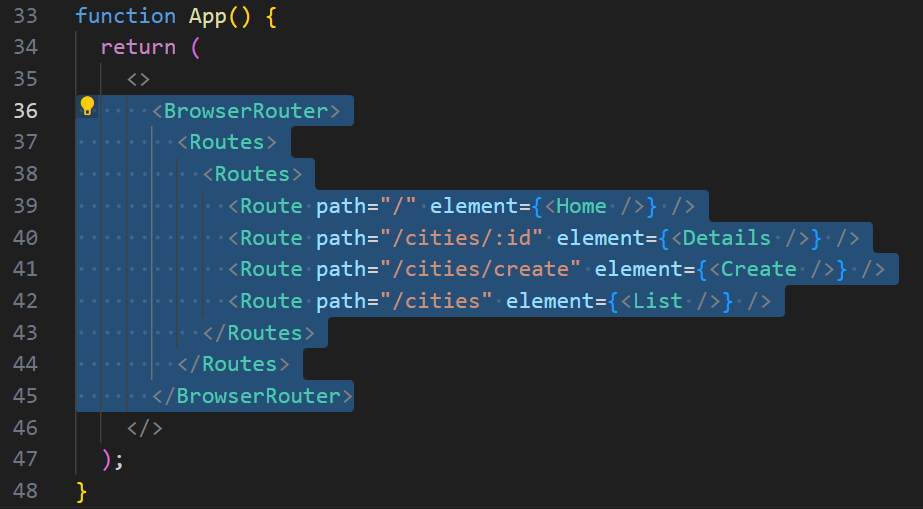 33 function App() {
34   return (
35     <>
36       <BrowserRouter>
37         <Routes>
38           <Routes>
39             <Route path="/" element={<Home />} />
40             <Route path="/cities/:id" element={<Details />} />
41             <Route path="/cities/create" element={<Create />} />
42             <Route path="/cities" element={<List />} />
43           </Routes>
44         </Routes>
45       </BrowserRouter>
46     </>
47   );
48 }